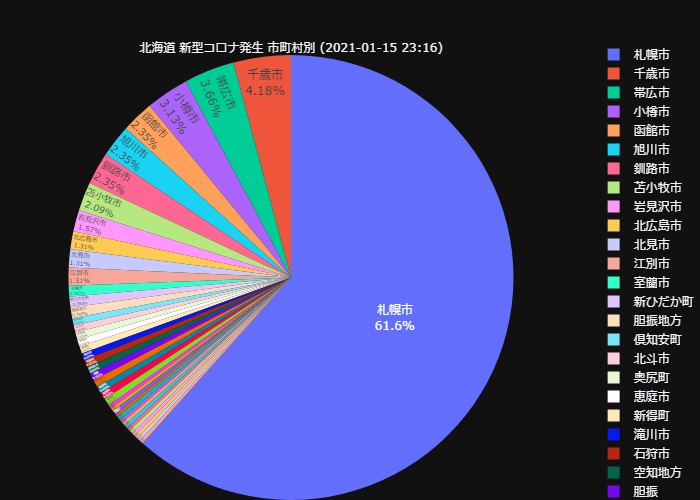 北海道 新型コロナ発生 市町村別 (2021-01-15 23:16)
札幌市
61.6%
千歳市
4.18%
帯広市
3.66%
小樽市
3.13%
函館市
2.35%
旭川市
2.35%
釧路市
2.35%
苫小牧市
2.09%
岩見沢市
1.57%
北広島市
1.31%
北見市
1.31%
江別市
1.31%
札幌市
千歳市
帯広市
小樽市
函館市
旭川市
釧路市
苫小牧市
岩見沢市
北広島市
北見市
江別市
室蘭市
新ひだか町
胆振地方
倶知安町
北斗市
奥尻町
恵庭市
新得町
滝川市
石狩市
空知地方
胆振